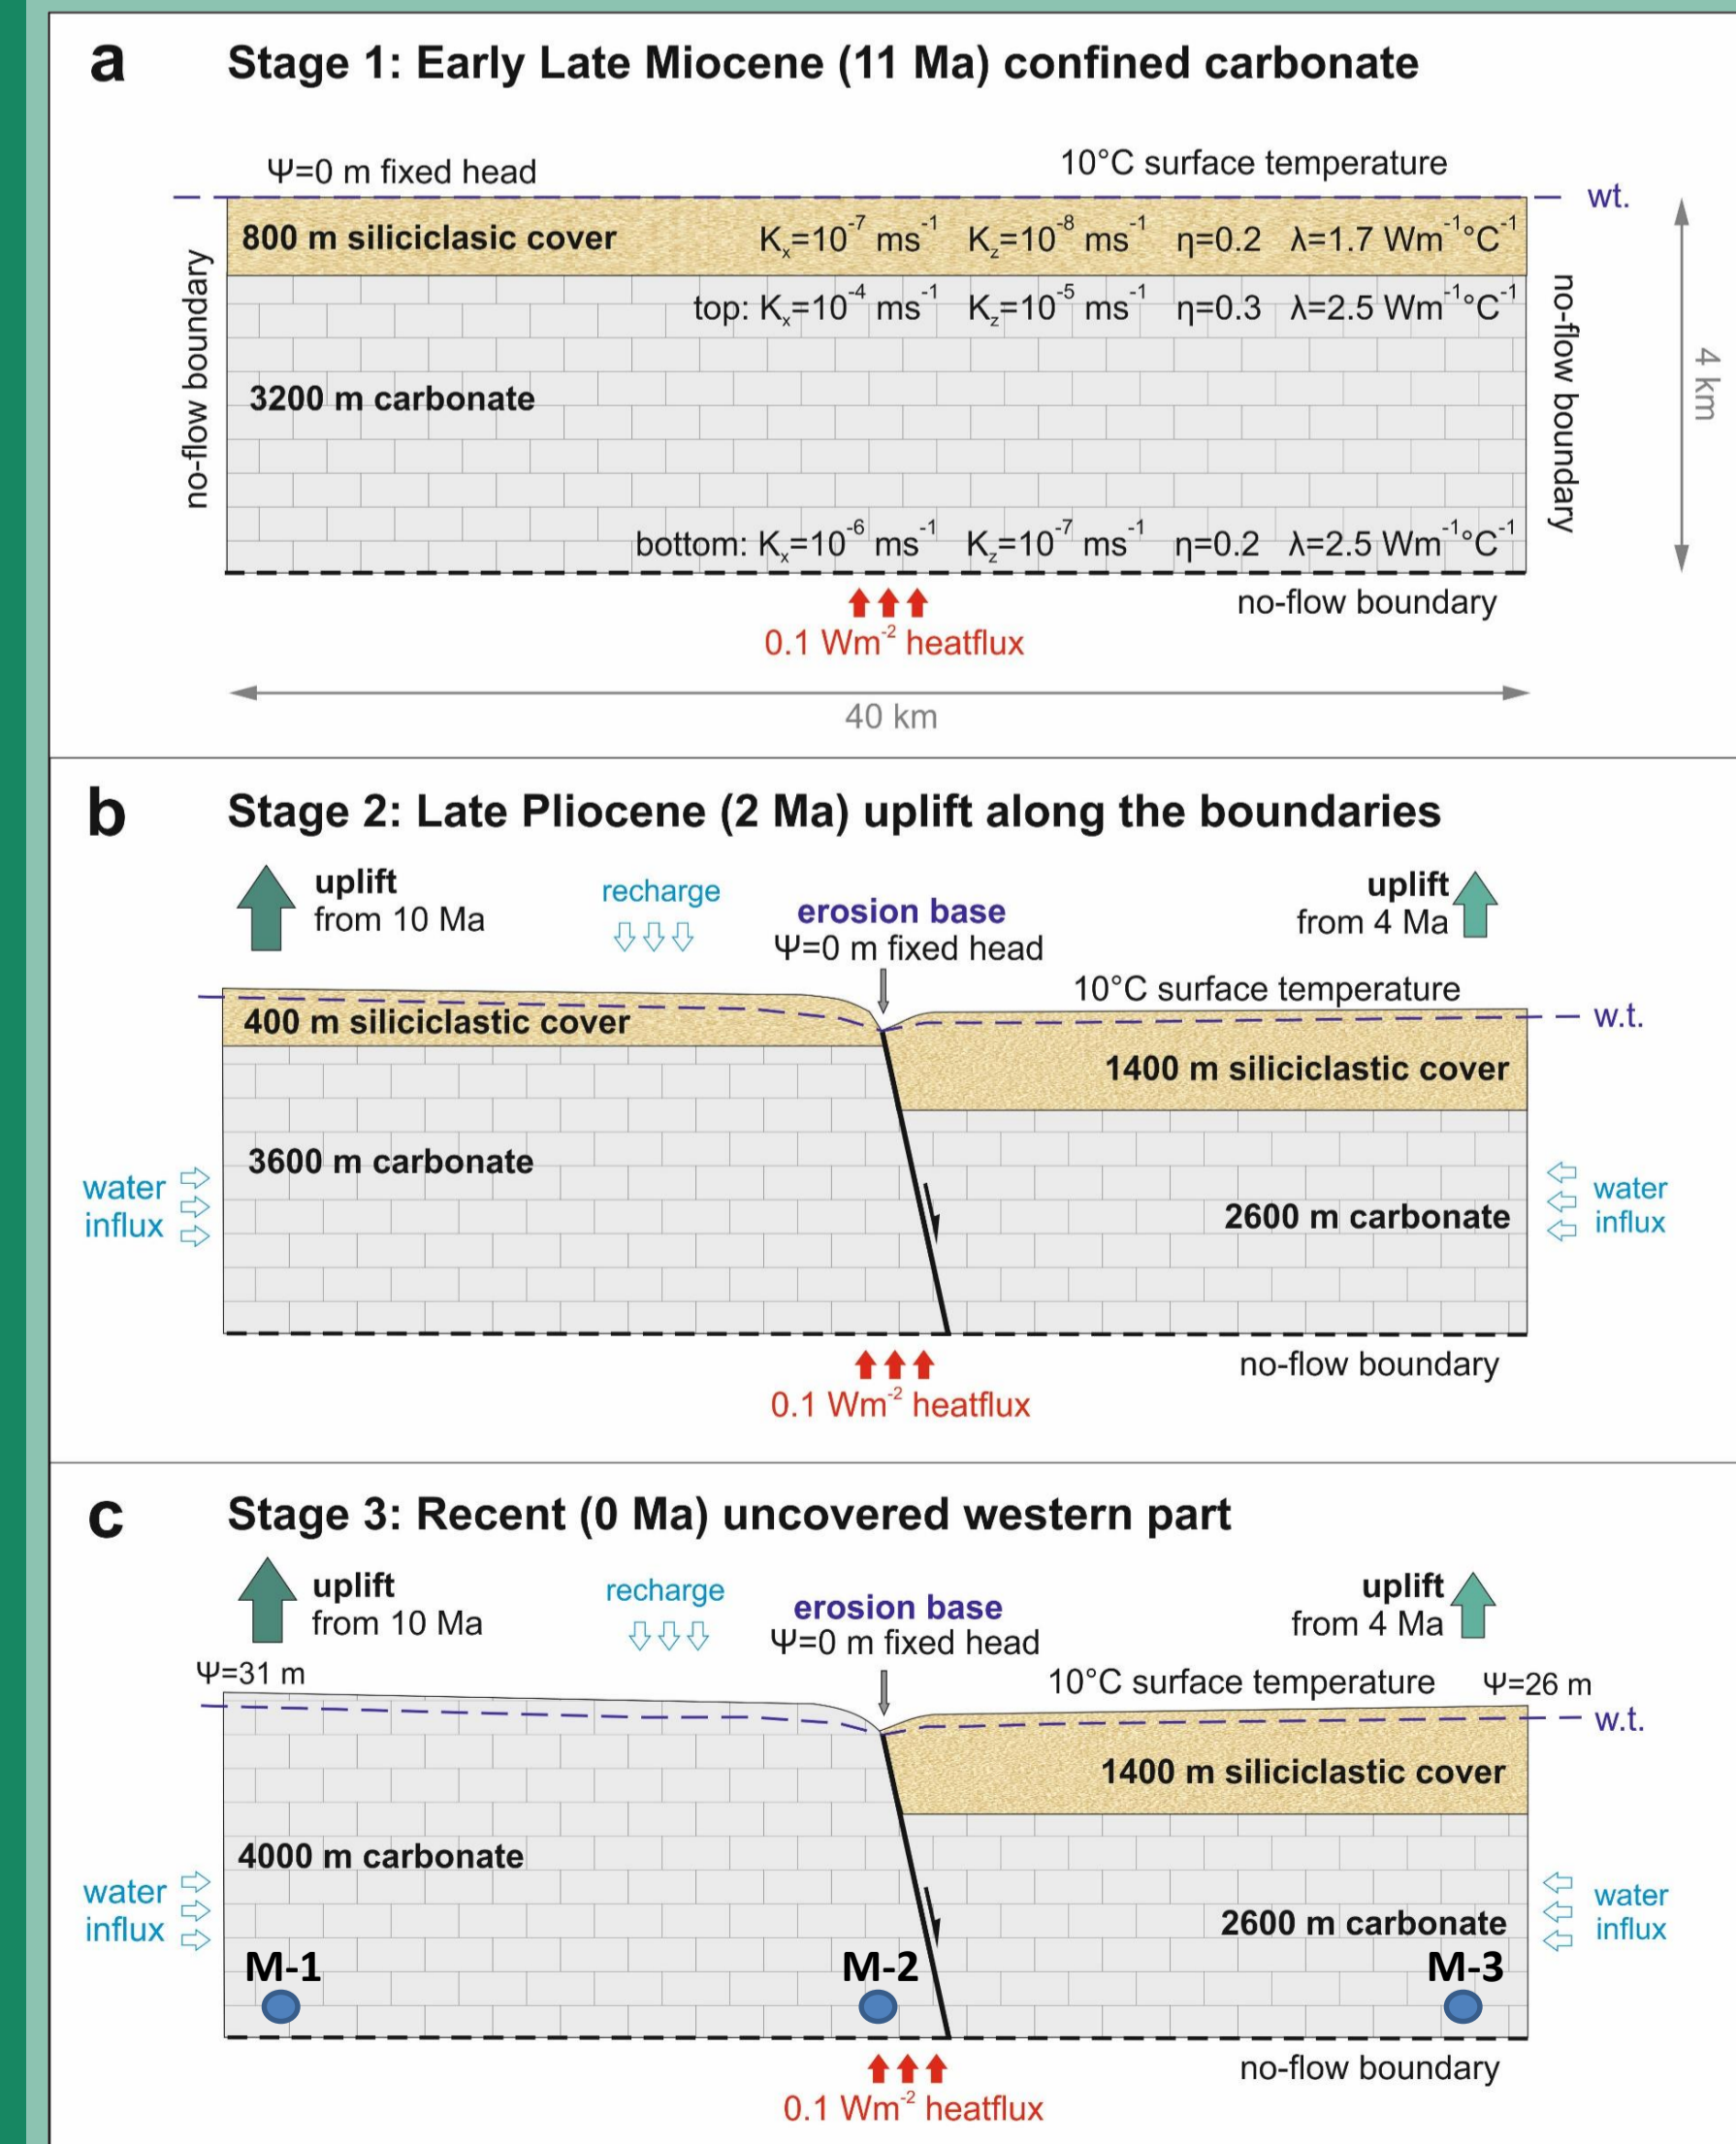 a Stage 1: Early Late Miocene (11 Ma) confined carbonate
Ψ=0 m fixed head
10°C surface temperature
wt.
800 m siliciclasic cover
Kx=10-7 ms-1 Kz=10-8 ms-1 η=0.2 λ=1.7 Wm-1°C-1
top: Kx=10-4 ms-1 Kz=10-5 ms-1 η=0.3 λ=2.5 Wm-1°C-1
3200 m carbonate
bottom: Kx=10-6 ms-1 Kz=10-7 ms-1 η=0.2 λ=2.5 Wm-1°C-1
no-flow boundary
no-flow boundary
4 km
no-flow boundary
0.1 Wm-2 heatflux
40 km
b Stage 2: Late Pliocene (2 Ma) uplift along the boundaries
uplift
from 10 Ma
recharge
erosion base
Ψ=0 m fixed head
uplift
from 4 Ma
10°C surface temperature
w.t.
400 m siliciclastic cover
1400 m siliciclastic cover
3600 m carbonate
2600 m carbonate
water
influx
water
influx
no-flow boundary
0.1 Wm-2 heatflux
c Stage 3: Recent (0 Ma) uncovered western part
uplift
from 10 Ma
recharge
erosion base
Ψ=0 m fixed head
uplift
from 4 Ma
Ψ=31 m
10°C surface temperature
Ψ=26 m
w.t.
1400 m siliciclastic cover
4000 m carbonate
2600 m carbonate
water
influx
water
influx
M-1
M-2
M-3
no-flow boundary
0.1 Wm-2 heatflux